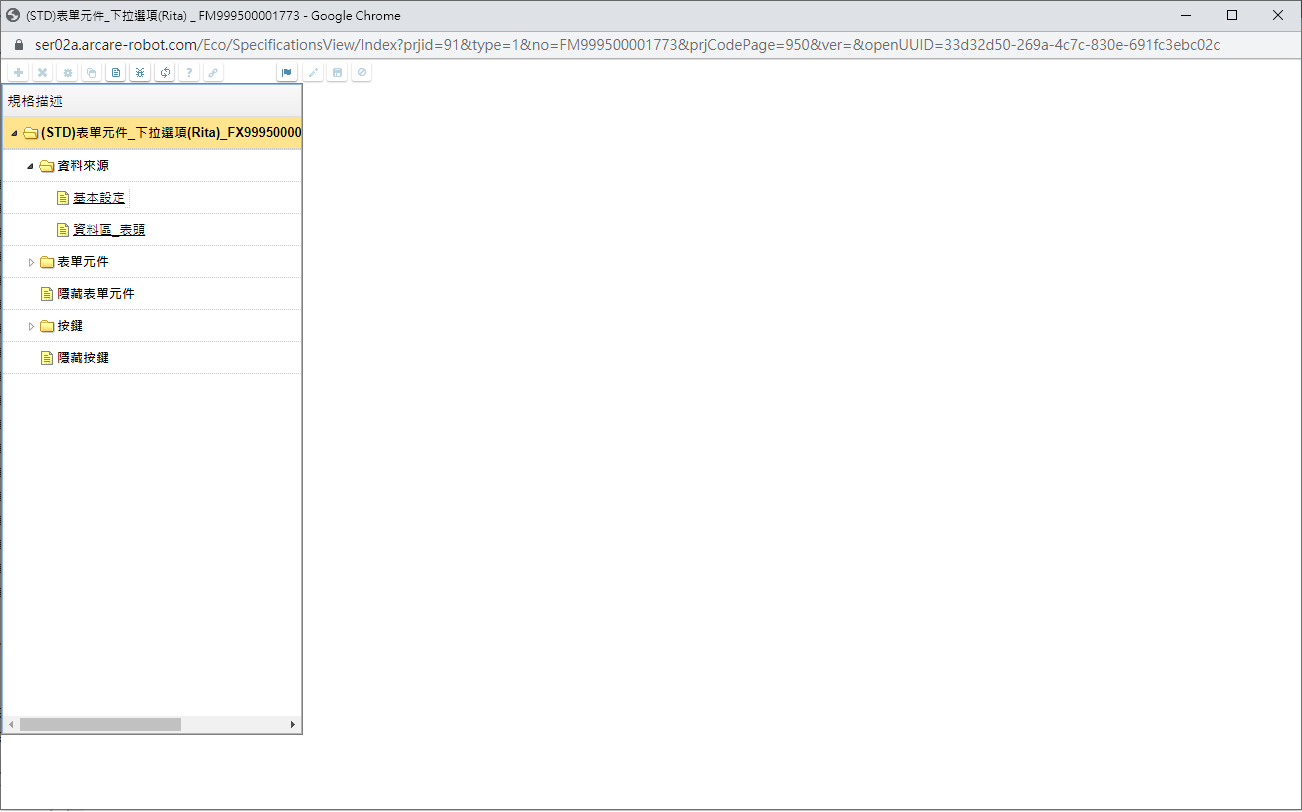 (STD)表單元件_下拉選項(Rita) _ FM999500001773 - Google Chrome
ser02a.arcare-robot.com/Eco/SpecificationsView/Index?prjid=91&type=1&no=FM999500001773&prjCodePage=950&ver=&openUUID=33d32d50-269a-4c7c-830e-691fc3ebc02c
規格描述
(STD)表單元件_下拉選項(Rita)_FX99950000
資料來源
基本設定
資料區_表頭
表單元件
隱藏表單元件
按鍵
隱藏按鍵